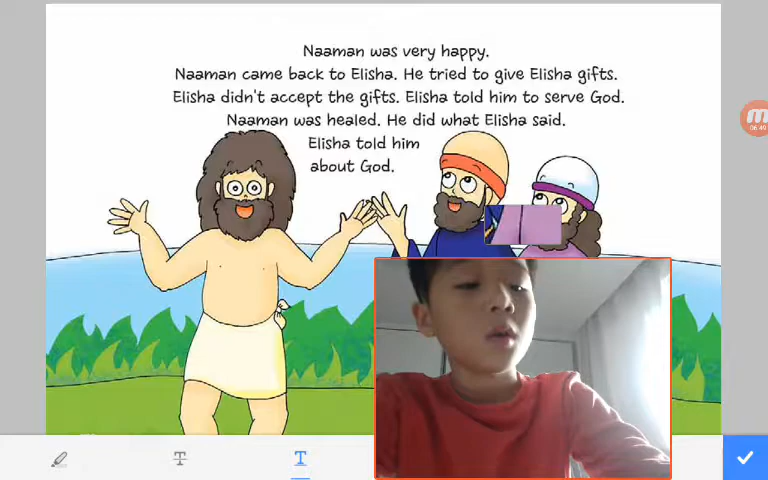 Naaman was very happy.
Naaman came back to Elisha. He tried to give Elisha gifts.
Elisha didn't accept the gifts. Elisha told him to serve God.
Naaman was healed. He did what Elisha said.
Elisha told him
about God.
M
06:49
T
T